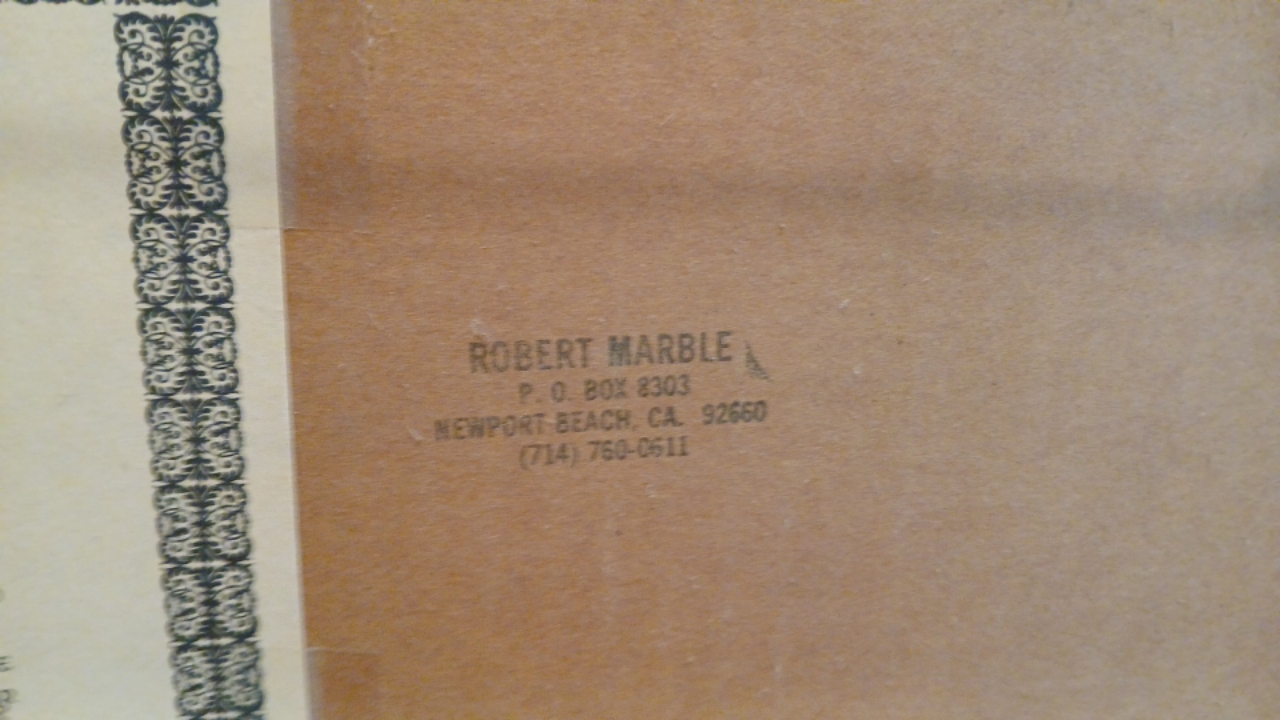 ROBERT MARBLE
P. O. BOX 8303
NEWPORT BEACH, CA. 92660
(714) 760-0611